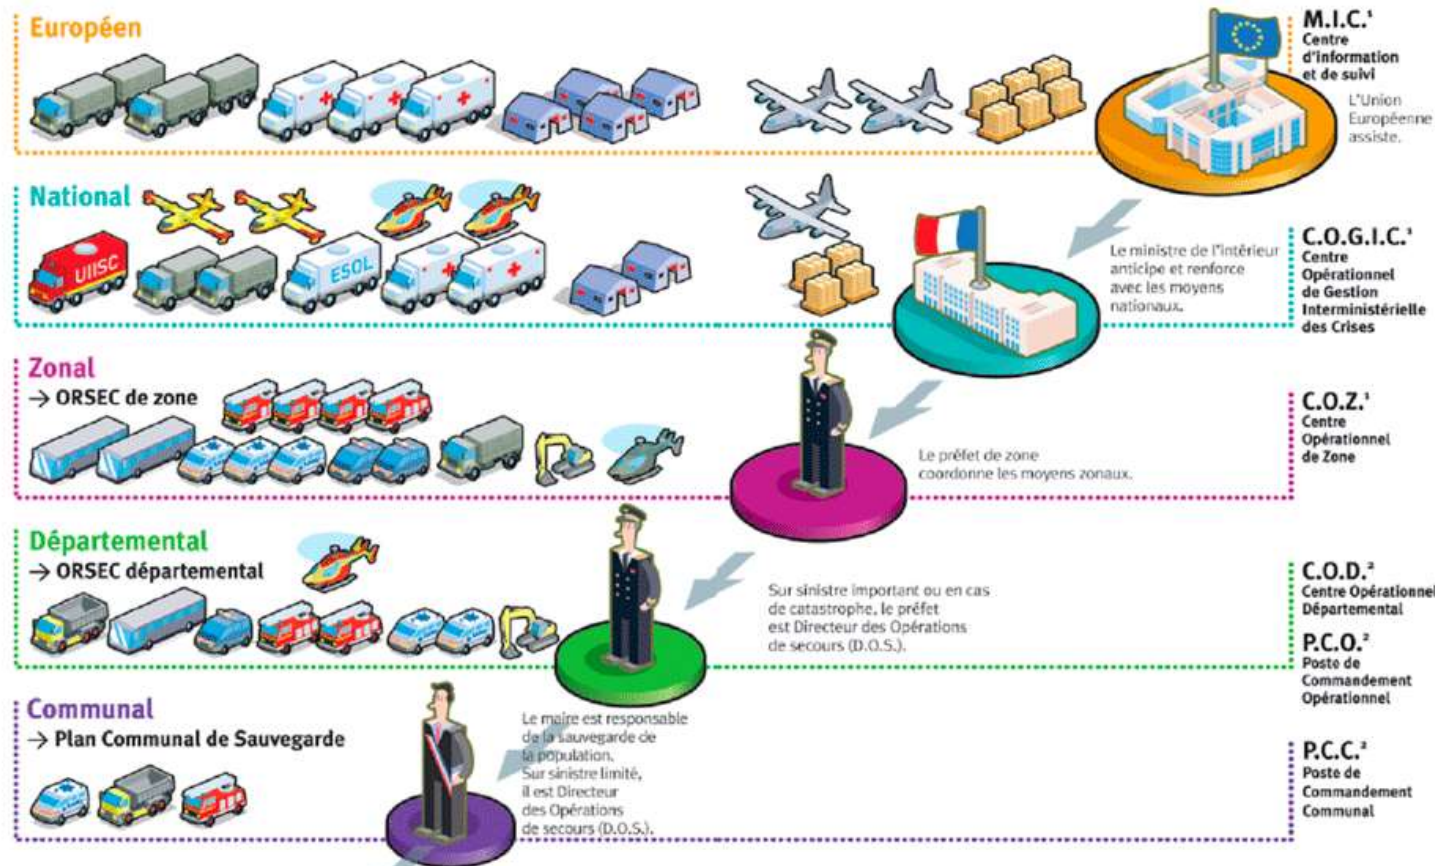 Européen
M.I.C.¹
Centre
d'information
et de suivi
L'Union
Européenne
assiste.
National
UIISC
ESOL
Le ministre de l'intérieur
anticipe et renforce
avec les moyens
nationaux.
C.O.G.I.C.¹
Centre
Opérationnel
de Gestion
Interministérielle
des Crises
Zonal
→ ORSEC de zone
Le préfet de zone
coordonne les moyens zonaux.
C.O.Z.¹
Centre
Opérationnel
de Zone
Départemental
→ ORSEC départemental
Sur sinistre important ou en cas
de catastrophe, le préfet
est Directeur des Opérations
de secours (D.O.S.).
C.O.D.²
Centre Opérationnel
Départemental
P.C.O.²
Poste de
Commandement
Opérationnel
Communal
→ Plan Communal de Sauvegarde
Le maire est responsable
de la sauvegarde de
la population.
Sur sinistre limité,
il est Directeur
des Opérations
de secours (D.O.S.).
P.C.C.²
Poste de
Commandement
Communal